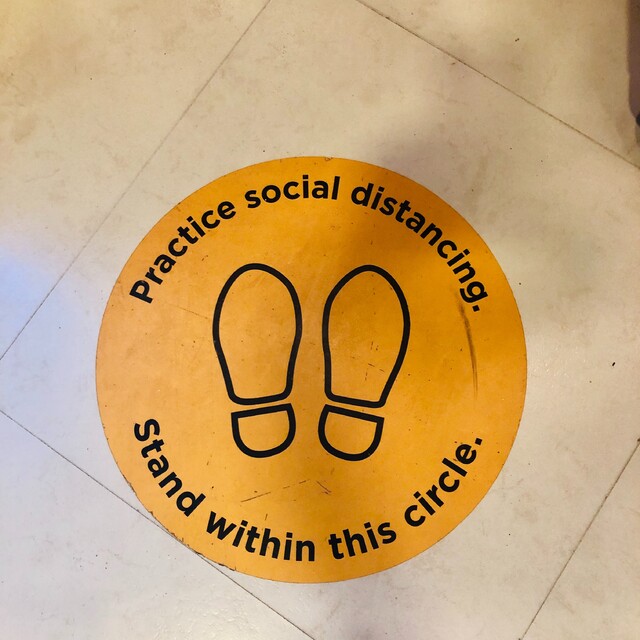 Practice social distancing.
Stand within this circle.